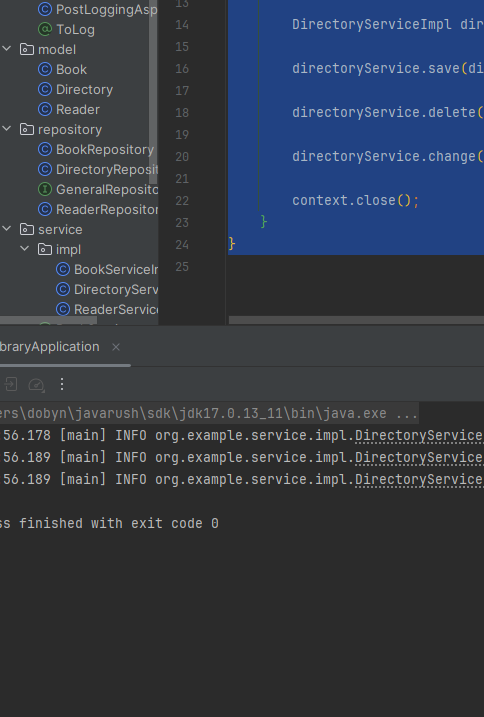 PostLoggingAsp
ToLog
model
Book
Directory
Reader
repository
BookRepository
DirectoryReposit
GeneralReposito
ReaderRepositor
service
impl
BookServiceIm
DirectoryServ
ReaderService
13
14 DirectoryServiceImpl dir
15
16 directoryService.save(di
17
18 directoryService.delete(
19
20 directoryService.change(
21
22 context.close();
23 }
24 }
25
braryApplication
ers\dobyn\javarush\sdk\jdk17.0.13_11\bin\java.exe ...
56.178 [main] INFO org.example.service.impl.DirectoryService
56.189 [main] INFO org.example.service.impl.DirectoryService
56.189 [main] INFO org.example.service.impl.DirectoryService
ss finished with exit code 0